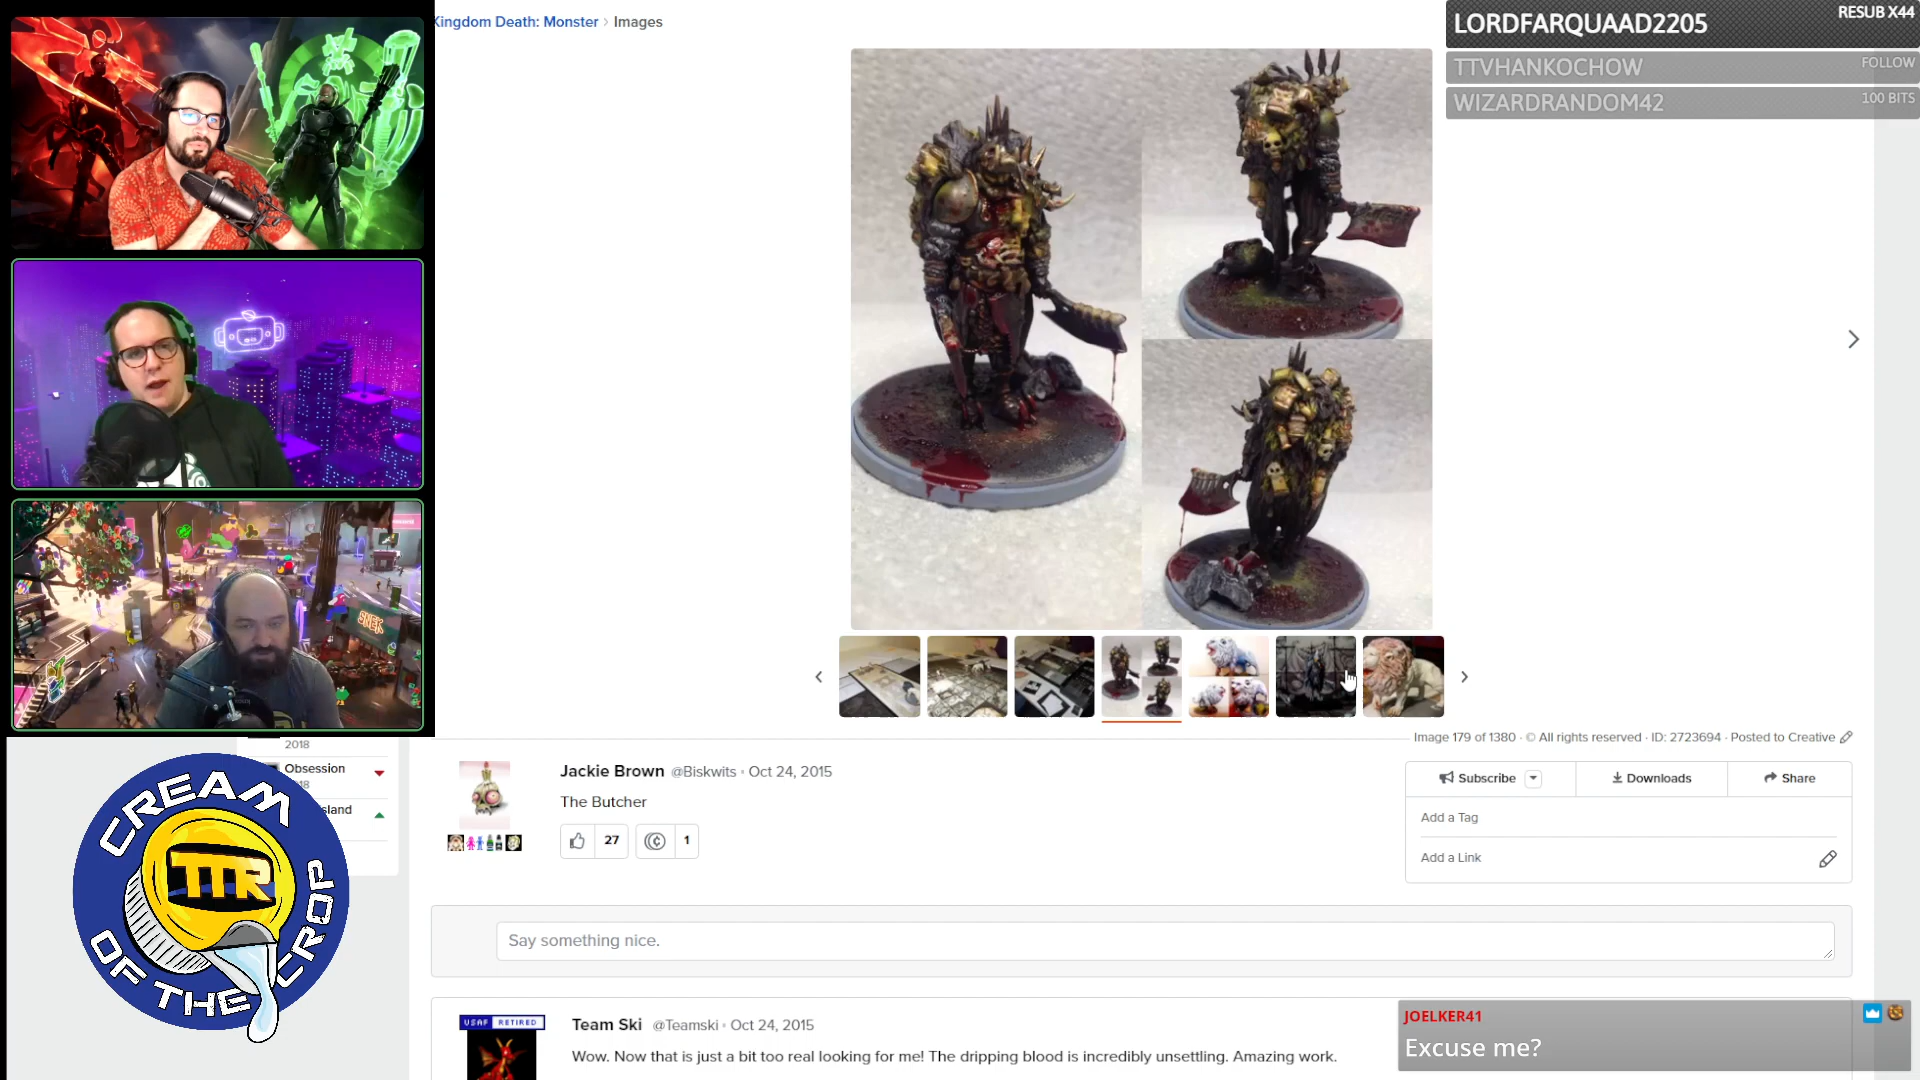 Kingdom Death: Monster › Images
LORDFARQUAAD2205 RESUB X44
TTVHANKOCHOW FOLLOW
WIZARDRANDOM42 100 BITS
SNEK
Image 179 of 1380 · © All rights reserved · ID: 2723694 · Posted to Creative
2018
Obsession
CREAM
TTR
OF THE CROP
Jackie Brown @Biskwits · Oct 24, 2015
The Butcher
27 1
Subscribe Downloads Share
Add a Tag
Add a Link
Say something nice.
USAF RETIRED
Team Ski @Teamski · Oct 24, 2015
Wow. Now that is just a bit too real looking for me! The dripping blood is incredibly unsettling. Amazing work.
JOELKER41
Excuse me?